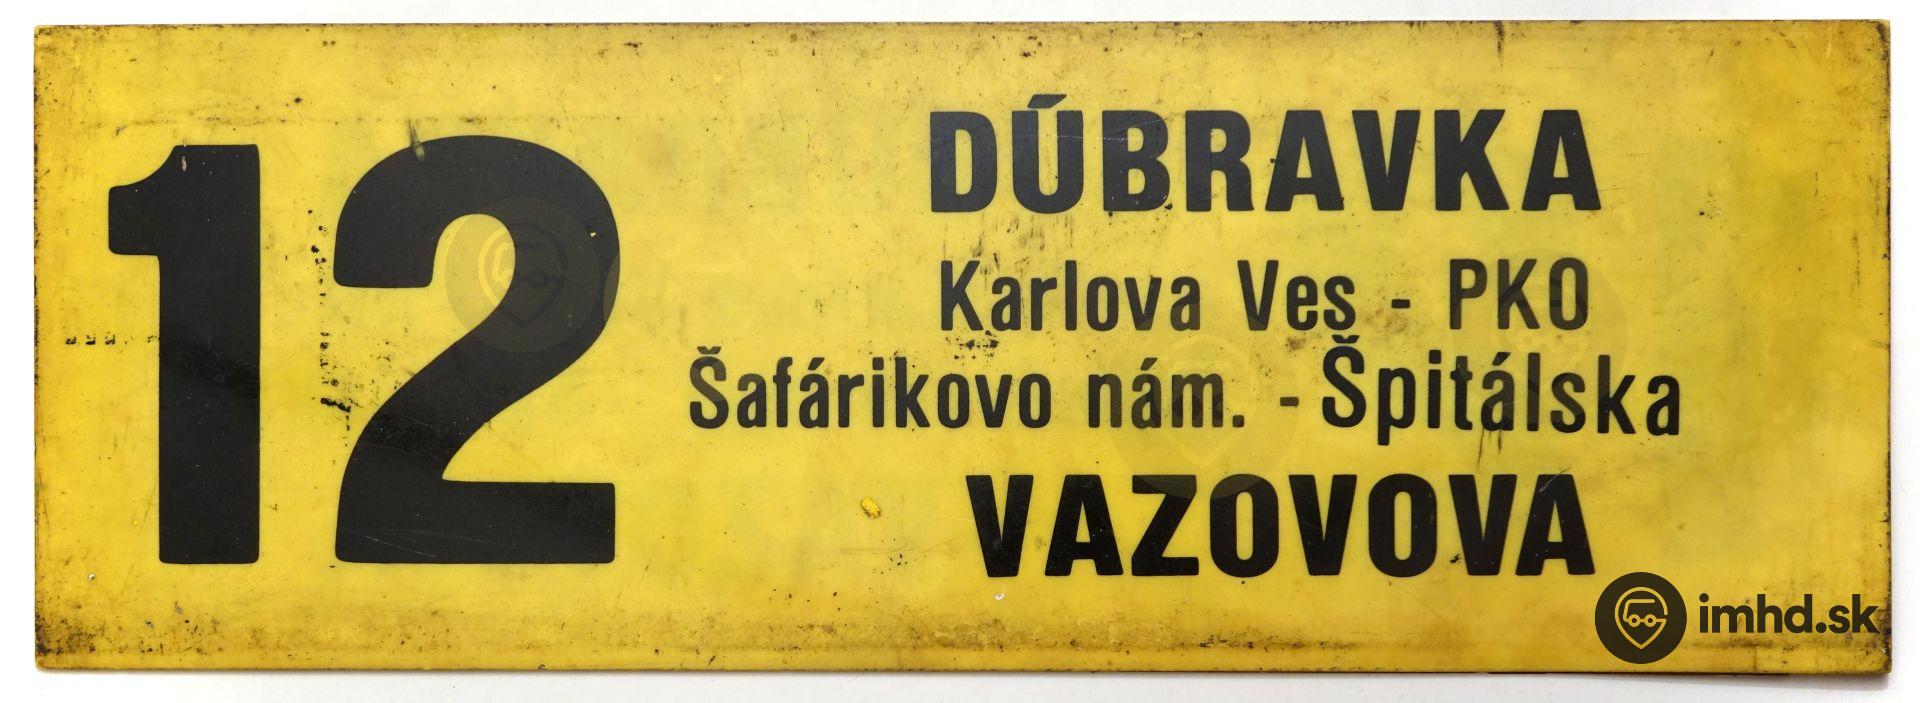 12
DÚBRAVKA
Karlova Ves - PKO
Šafárikovo nám. - Špitálska
VAZOVOVA
imhd.sk